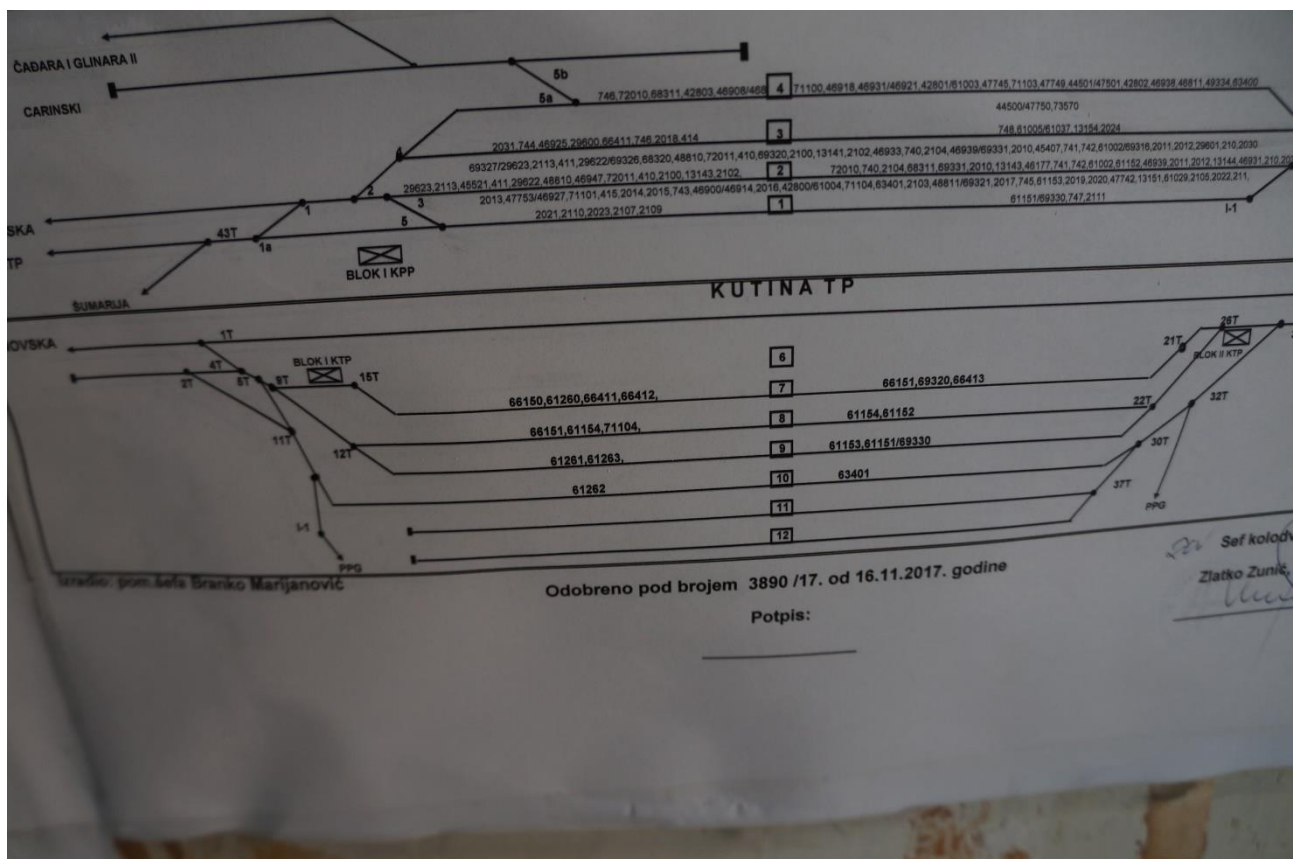 ČAĐARA I GLINARA II
CARINSKI
5b
5a
746,72010,68311,42803,46908/468
4
71100,46918,46931/46921,42801/61003,47745,71103,47749,44501/47501,42802,46938,48811,49334,63400
44500/47750,73570
4
2031,744,46925,29600,66411,746,2018,414
3
748,61005/61037,13154,2024
69327/29623,2113,411,29622/69326,68320,48810,72011,410,69320,2100,13141,2102,46933,740,2104,46939/69331,2010,45407,741,742,61002/69316,2011,2012,29601,210,2030
2
29623,2113,45521,411,29622,48610,46947,72011,410,2100,13143,2102,
2
72010,740,2104,68311,69331,2010,13143,46177,741,742,61002,61152,46939,2011,2012,13144,46931,210,20
3
2013,47753/46927,71101,415,2014,2015,743,46900/46914,2016,42800/61004,71104,63401,2103,48811/69321,2017,745,61153,2019,2020,47742,13151,61029,2105,2022,211,
SKA
1
5
2021,2110,2023,2107,2109
1
61151/69330,747,2111
I-1
TP
43T
1a
BLOK I KPP
ŠUMARIJA
KUTINA TP
OVSKA
1T
6
21T
26T
BLOK II KTP
2T
4T
5T
9T
BLOK I KTP
15T
66150,61260,66411,66412,
7
66151,69320,66413
11T
12T
66151,61154,71104,
8
61154,61152
22T
32T
61261,61263,
9
61153,61151/69330
30T
61262
10
63401
37T
11
PPG
I-1
12
PPG
Izradio: pom.šefa Branko Marijanović
Odobreno pod brojem 3890 /17. od 16.11.2017. godine
Šef kolodv
Zlatko Zunić,
Potpis: